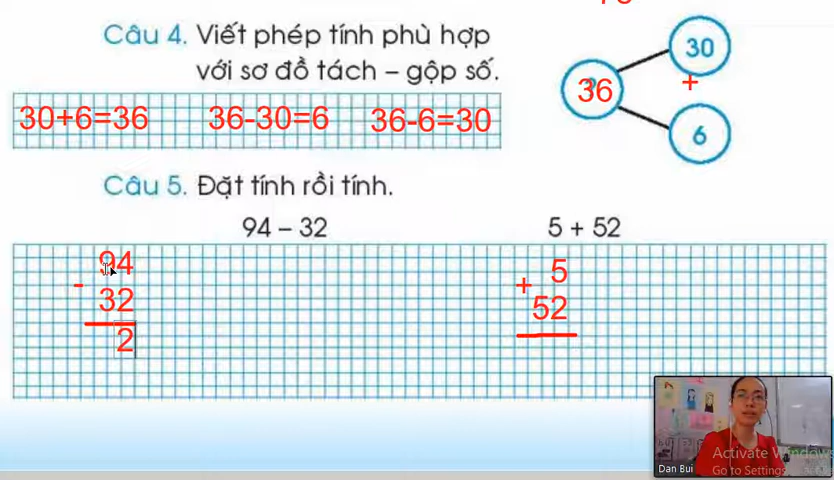 Câu 4. Viết phép tính phù hợp
với sơ đồ tách – gộp số.
30
36
+
6
30+6=36 36-30=6 36-6=30
Câu 5. Đặt tính rồi tính.
94 – 32 5 + 52
94
-
32
2
5
+
52
Dan Bui
Activate Windows
Go to Settings